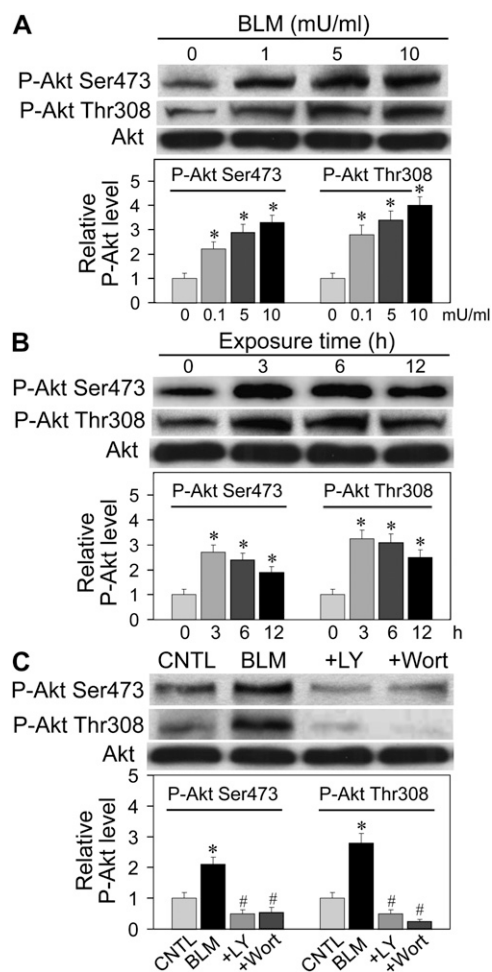 A
BLM (mU/ml)
0 1 5 10
P-Akt Ser473
P-Akt Thr308
Akt
P-Akt Ser473 P-Akt Thr308
Relative
P-Akt level
5
4
3
2
1
0
* * * * * *
0 0.1 5 10 0 0.1 5 10 mU/ml
B
Exposure time (h)
0 3 6 12
P-Akt Ser473
P-Akt Thr308
Akt
P-Akt Ser473 P-Akt Thr308
Relative
P-Akt level
5
4
3
2
1
0
* * * * * *
0 3 6 12 0 3 6 12 h
C
CNTL BLM +LY +Wort
P-Akt Ser473
P-Akt Thr308
Akt
P-Akt Ser473 P-Akt Thr308
Relative
P-Akt level
5
4
3
2
1
0
* # # * # #
CNTL BLM +LY +Wort CNTL BLM +LY +Wort